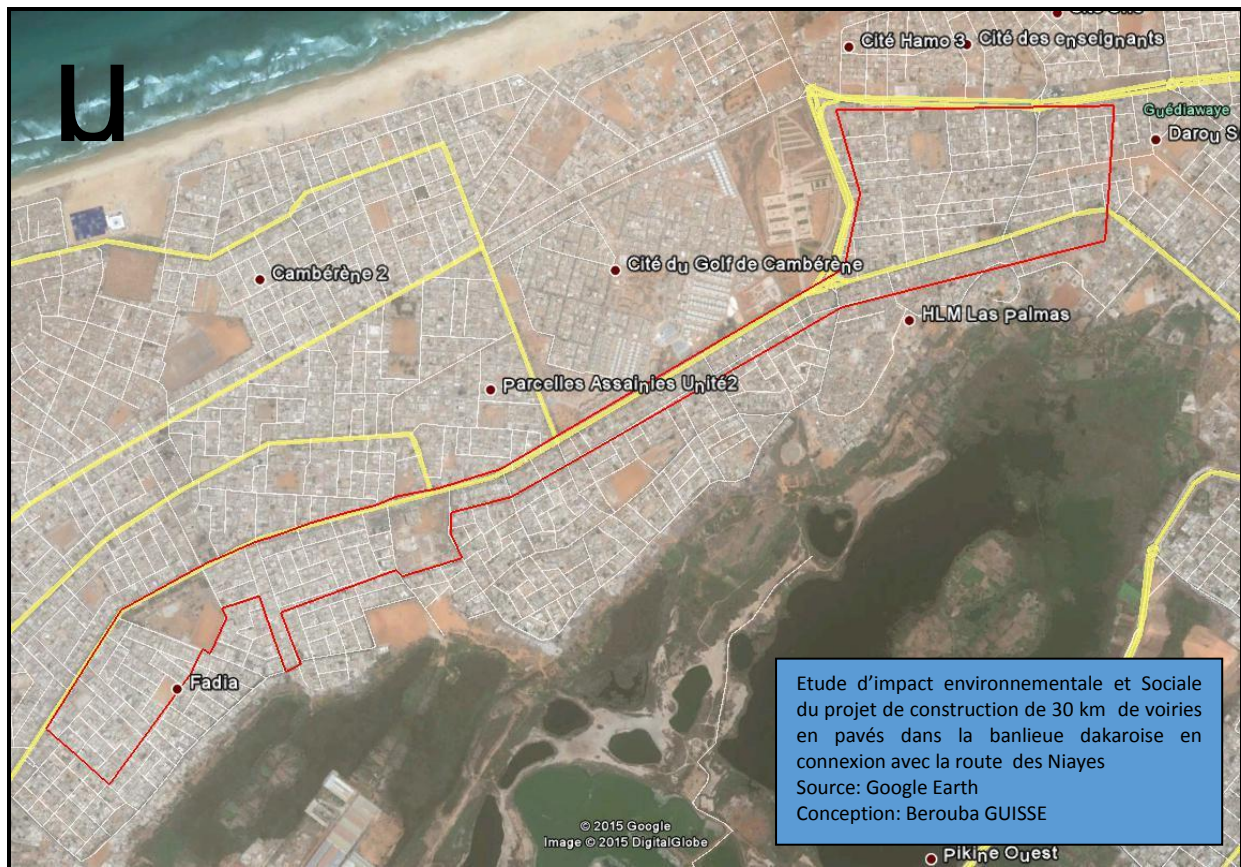 u
Cité Hamo 3
Cité des enseignants
Guédiawaye
Cambérène 2
Cité du Golf de Cambérène
HLM Las Palmas
Parcelles Assainies Unité2
Fadia
Etude d’impact environnementale et Sociale
du projet de construction de 30 km de voiries
en pavés dans la banlieue dakaroise en
connexion avec la route des Niayes
Source: Google Earth
Conception: Berouba GUISSE
© 2015 Google
Image © 2015 DigitalGlobe
Pikine Ouest
Darou